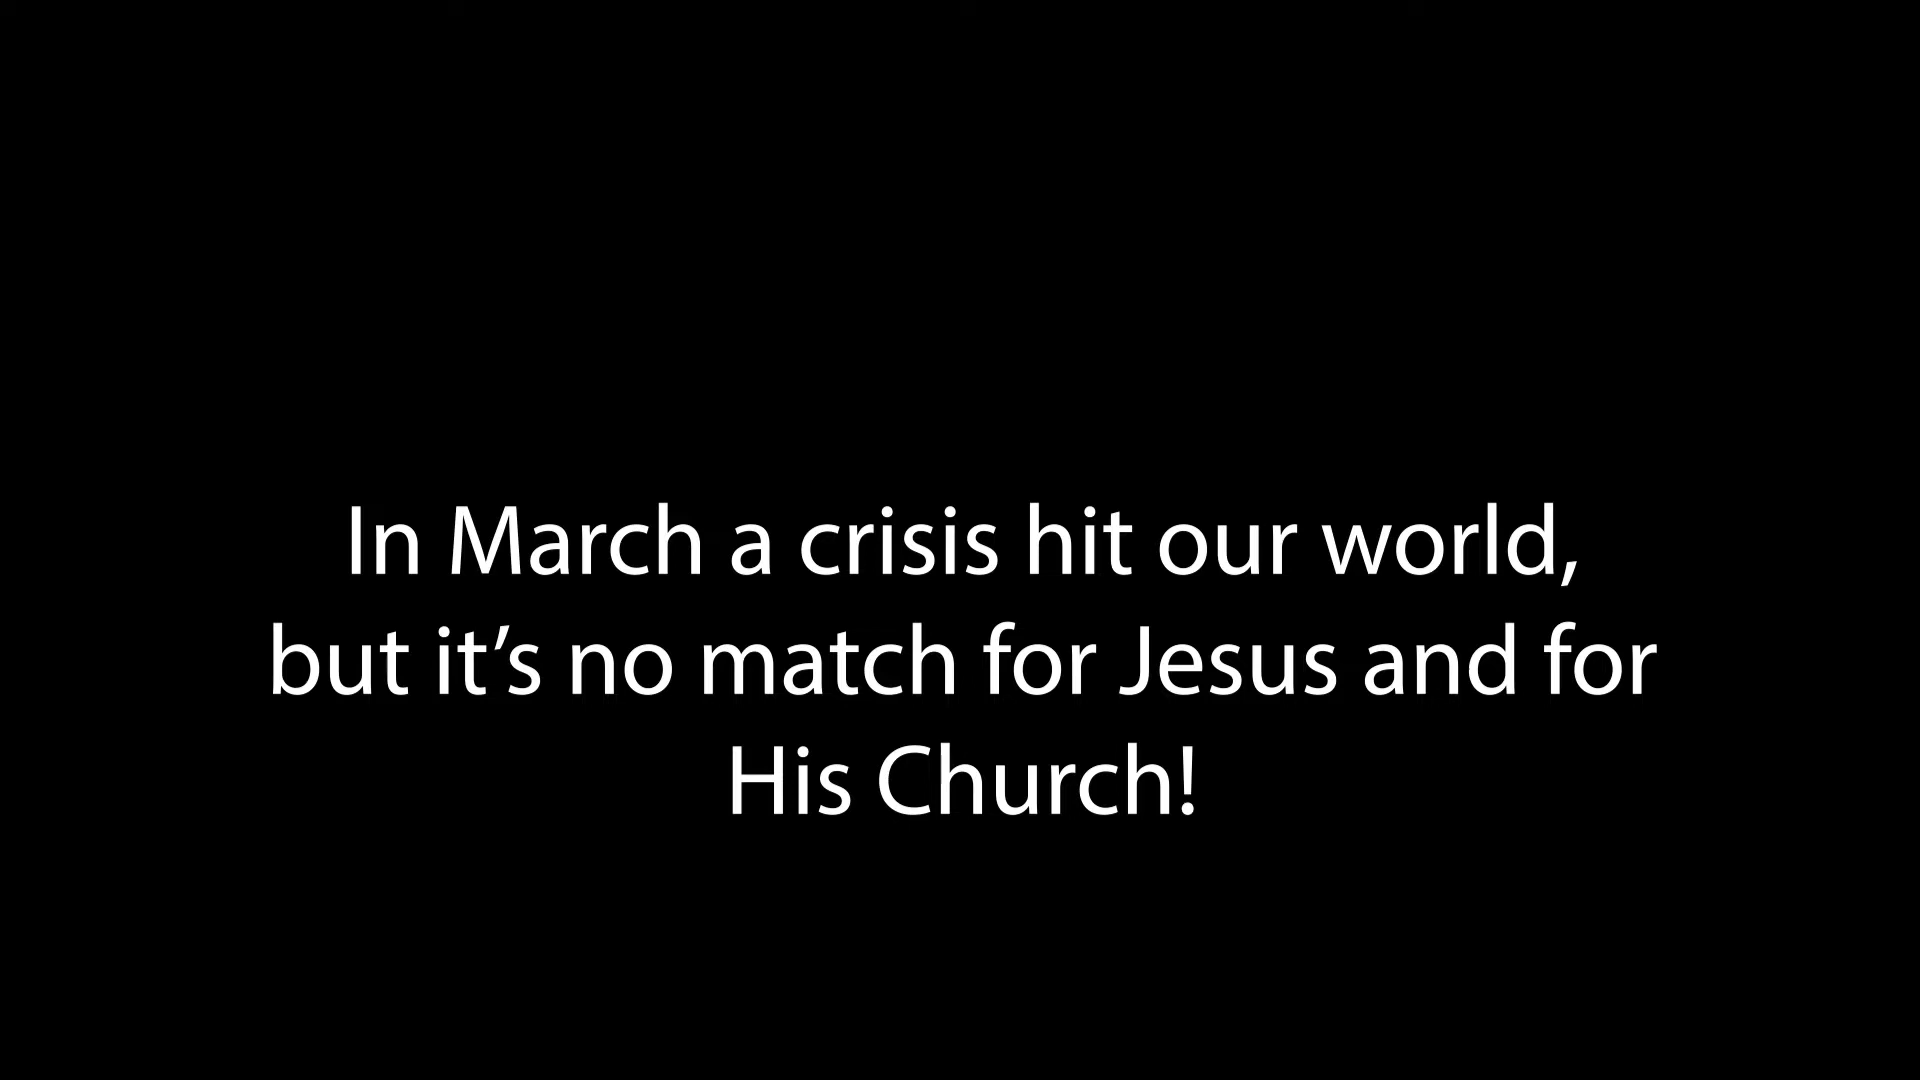 In March a crisis hit our world,
but it’s no match for Jesus and for
His Church!